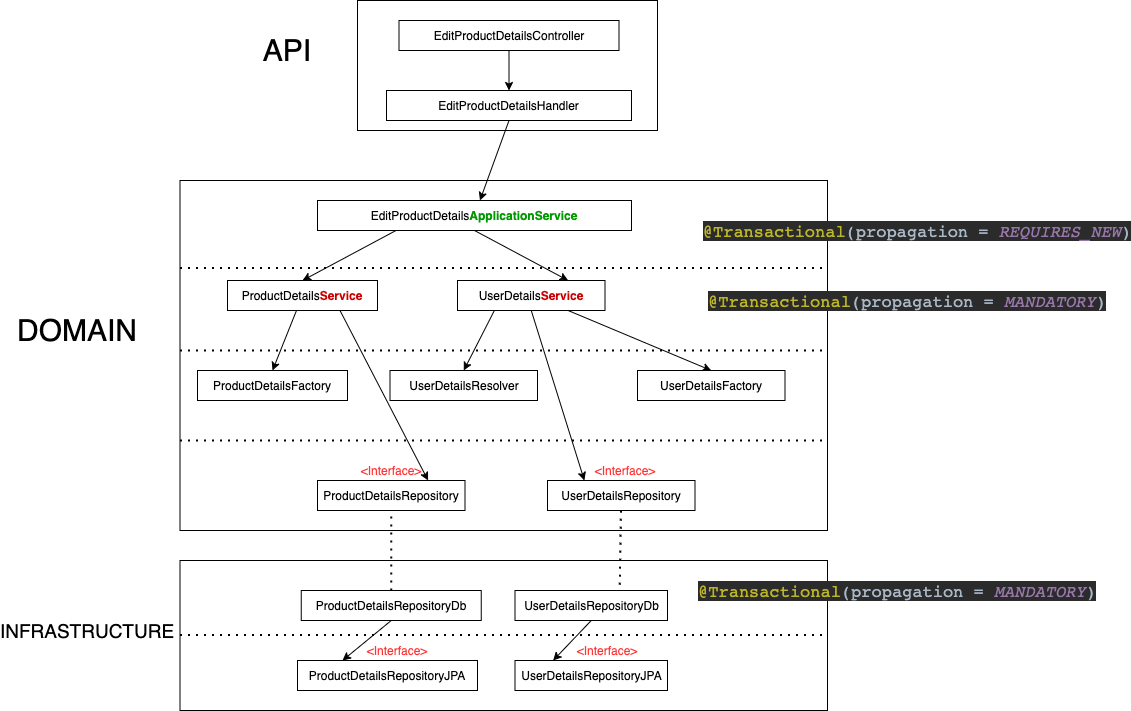 API
EditProductDetailsController
EditProductDetailsHandler
EditProductDetailsApplicationService
@Transactional(propagation = REQUIRES_NEW)
ProductDetailsService
UserDetailsService
@Transactional(propagation = MANDATORY)
DOMAIN
ProductDetailsFactory
UserDetailsResolver
UserDetailsFactory
<Interface>
<Interface>
ProductDetailsRepository
UserDetailsRepository
@Transactional(propagation = MANDATORY)
ProductDetailsRepositoryDb
UserDetailsRepositoryDb
INFRASTRUCTURE
<Interface>
<Interface>
ProductDetailsRepositoryJPA
UserDetailsRepositoryJPA